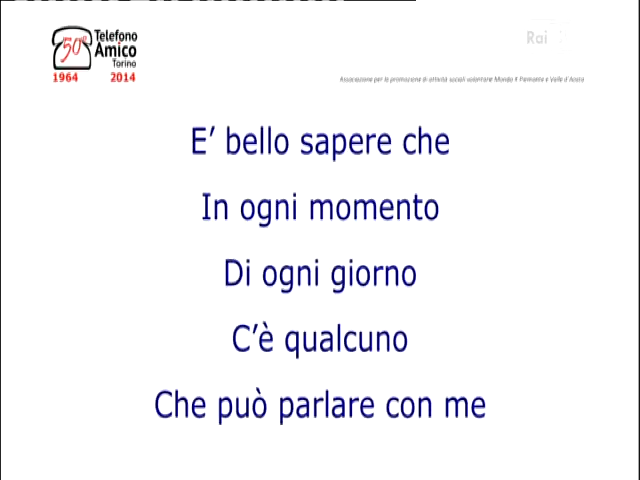 50°
Telefono
Amico
Torino
1964 2014
Rai
E’ bello sapere che
In ogni momento
Di ogni giorno
C’è qualcuno
Che può parlare con me